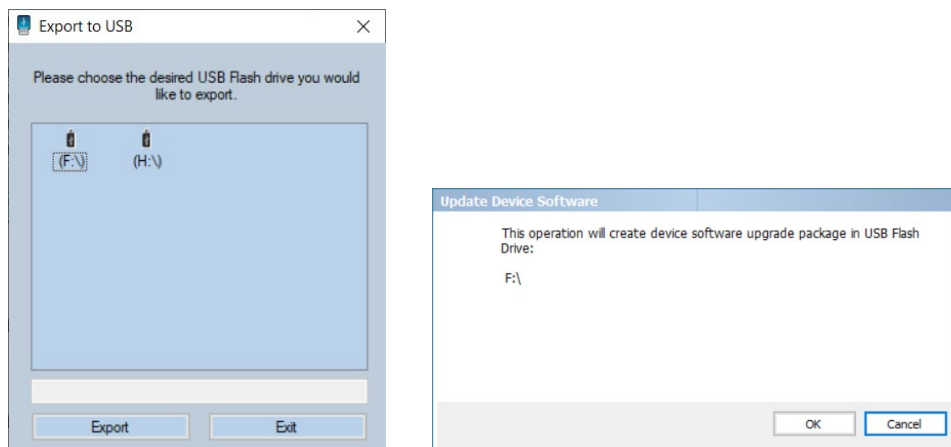 Export to USB
Please choose the desired USB Flash drive you would
like to export.
(F:\) (H:\)
Export Exit
Update Device Software
This operation will create device software upgrade package in USB Flash
Drive:
F:\
OK Cancel